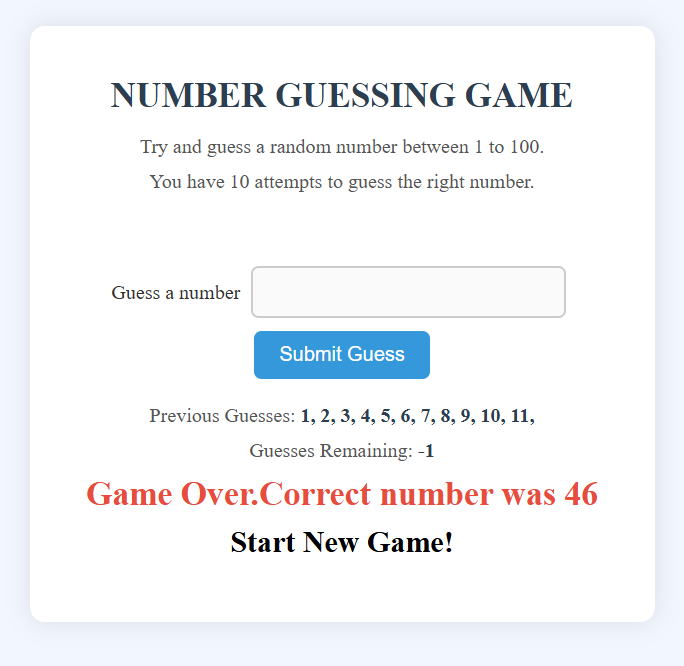 NUMBER GUESSING GAME
Try and guess a random number between 1 to 100.
You have 10 attempts to guess the right number.
Guess a number
Submit Guess
Previous Guesses: 1, 2, 3, 4, 5, 6, 7, 8, 9, 10, 11,
Guesses Remaining: -1
Game Over.Correct number was 46
Start New Game!